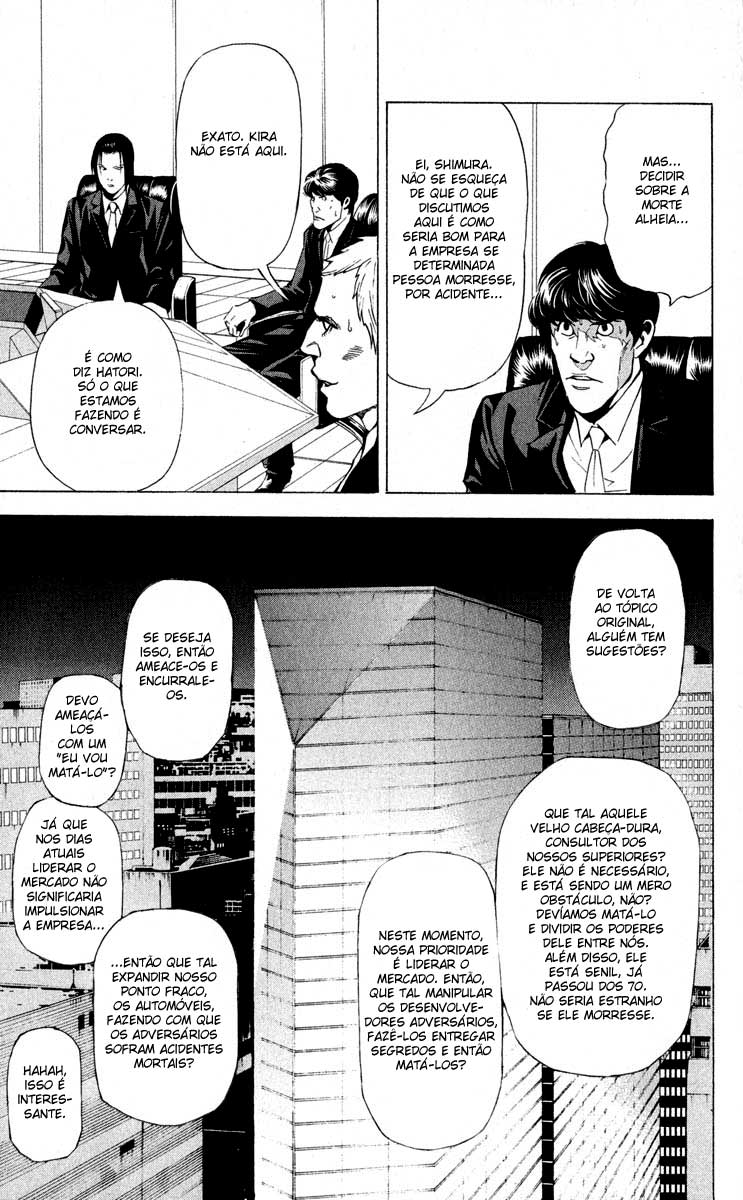 MAS...
DECIDIR
SOBRE A
MORTE
ALHEIA...
EI, SHIMURA.
NÃO SE ESQUEÇA
DE QUE O QUE
DISCUTIMOS
AQUI É COMO
SERIA BOM PARA
A EMPRESA SE
DETERMINADA
PESSOA MORRESSE,
POR ACIDENTE...
EXATO. KIRA
NÃO ESTÁ AQUI.
É COMO
DIZ HATORI.
SÓ O QUE
ESTAMOS
FAZENDO É
CONVERSAR.
DE VOLTA
AO TÓPICO
ORIGINAL,
ALGUÉM TEM
SUGESTÕES?
QUE TAL AQUELE
VELHO CABEÇA-DURA,
CONSULTOR DOS
NOSSOS SUPERIORES?
ELE NÃO É NECESSÁRIO,
E ESTÁ SENDO UM MERO
OBSTÁCULO, NÃO?
DEVÍAMOS MATÁ-LO
E DIVIDIR OS PODERES
DELE ENTRE NÓS.
ALÉM DISSO, ELE
ESTÁ SENIL, JÁ
PASSOU DOS 70.
NÃO SERIA ESTRANHO
SE ELE MORRESSE.
NESTE MOMENTO,
NOSSA PRIORIDADE
É LIDERAR O
MERCADO. ENTÃO,
QUE TAL MANIPULAR
OS DESENVOLVE-
DORES ADVERSÁRIOS,
FAZÊ-LOS ENTREGAR
SEGREDOS E ENTÃO
MATÁ-LOS?
SE DESEJA
ISSO, ENTÃO
AMEACE-OS E
ENCURRALE-
OS.
DEVO
AMEAÇÁ-
LOS
COM UM
"EU VOU
MATÁ-LO"?
JÁ QUE
NOS DIAS
ATUAIS
LIDERAR O
MERCADO NÃO
SIGNIFICARIA
IMPULSIONAR
A EMPRESA...
...ENTÃO QUE TAL
EXPANDIR NOSSO
PONTO FRACO,
OS AUTOMÓVEIS,
FAZENDO COM QUE
OS ADVERSÁRIOS
SOFRAM ACIDENTES
MORTAIS?
HAHAH,
ISSO É
INTERES-
SANTE.